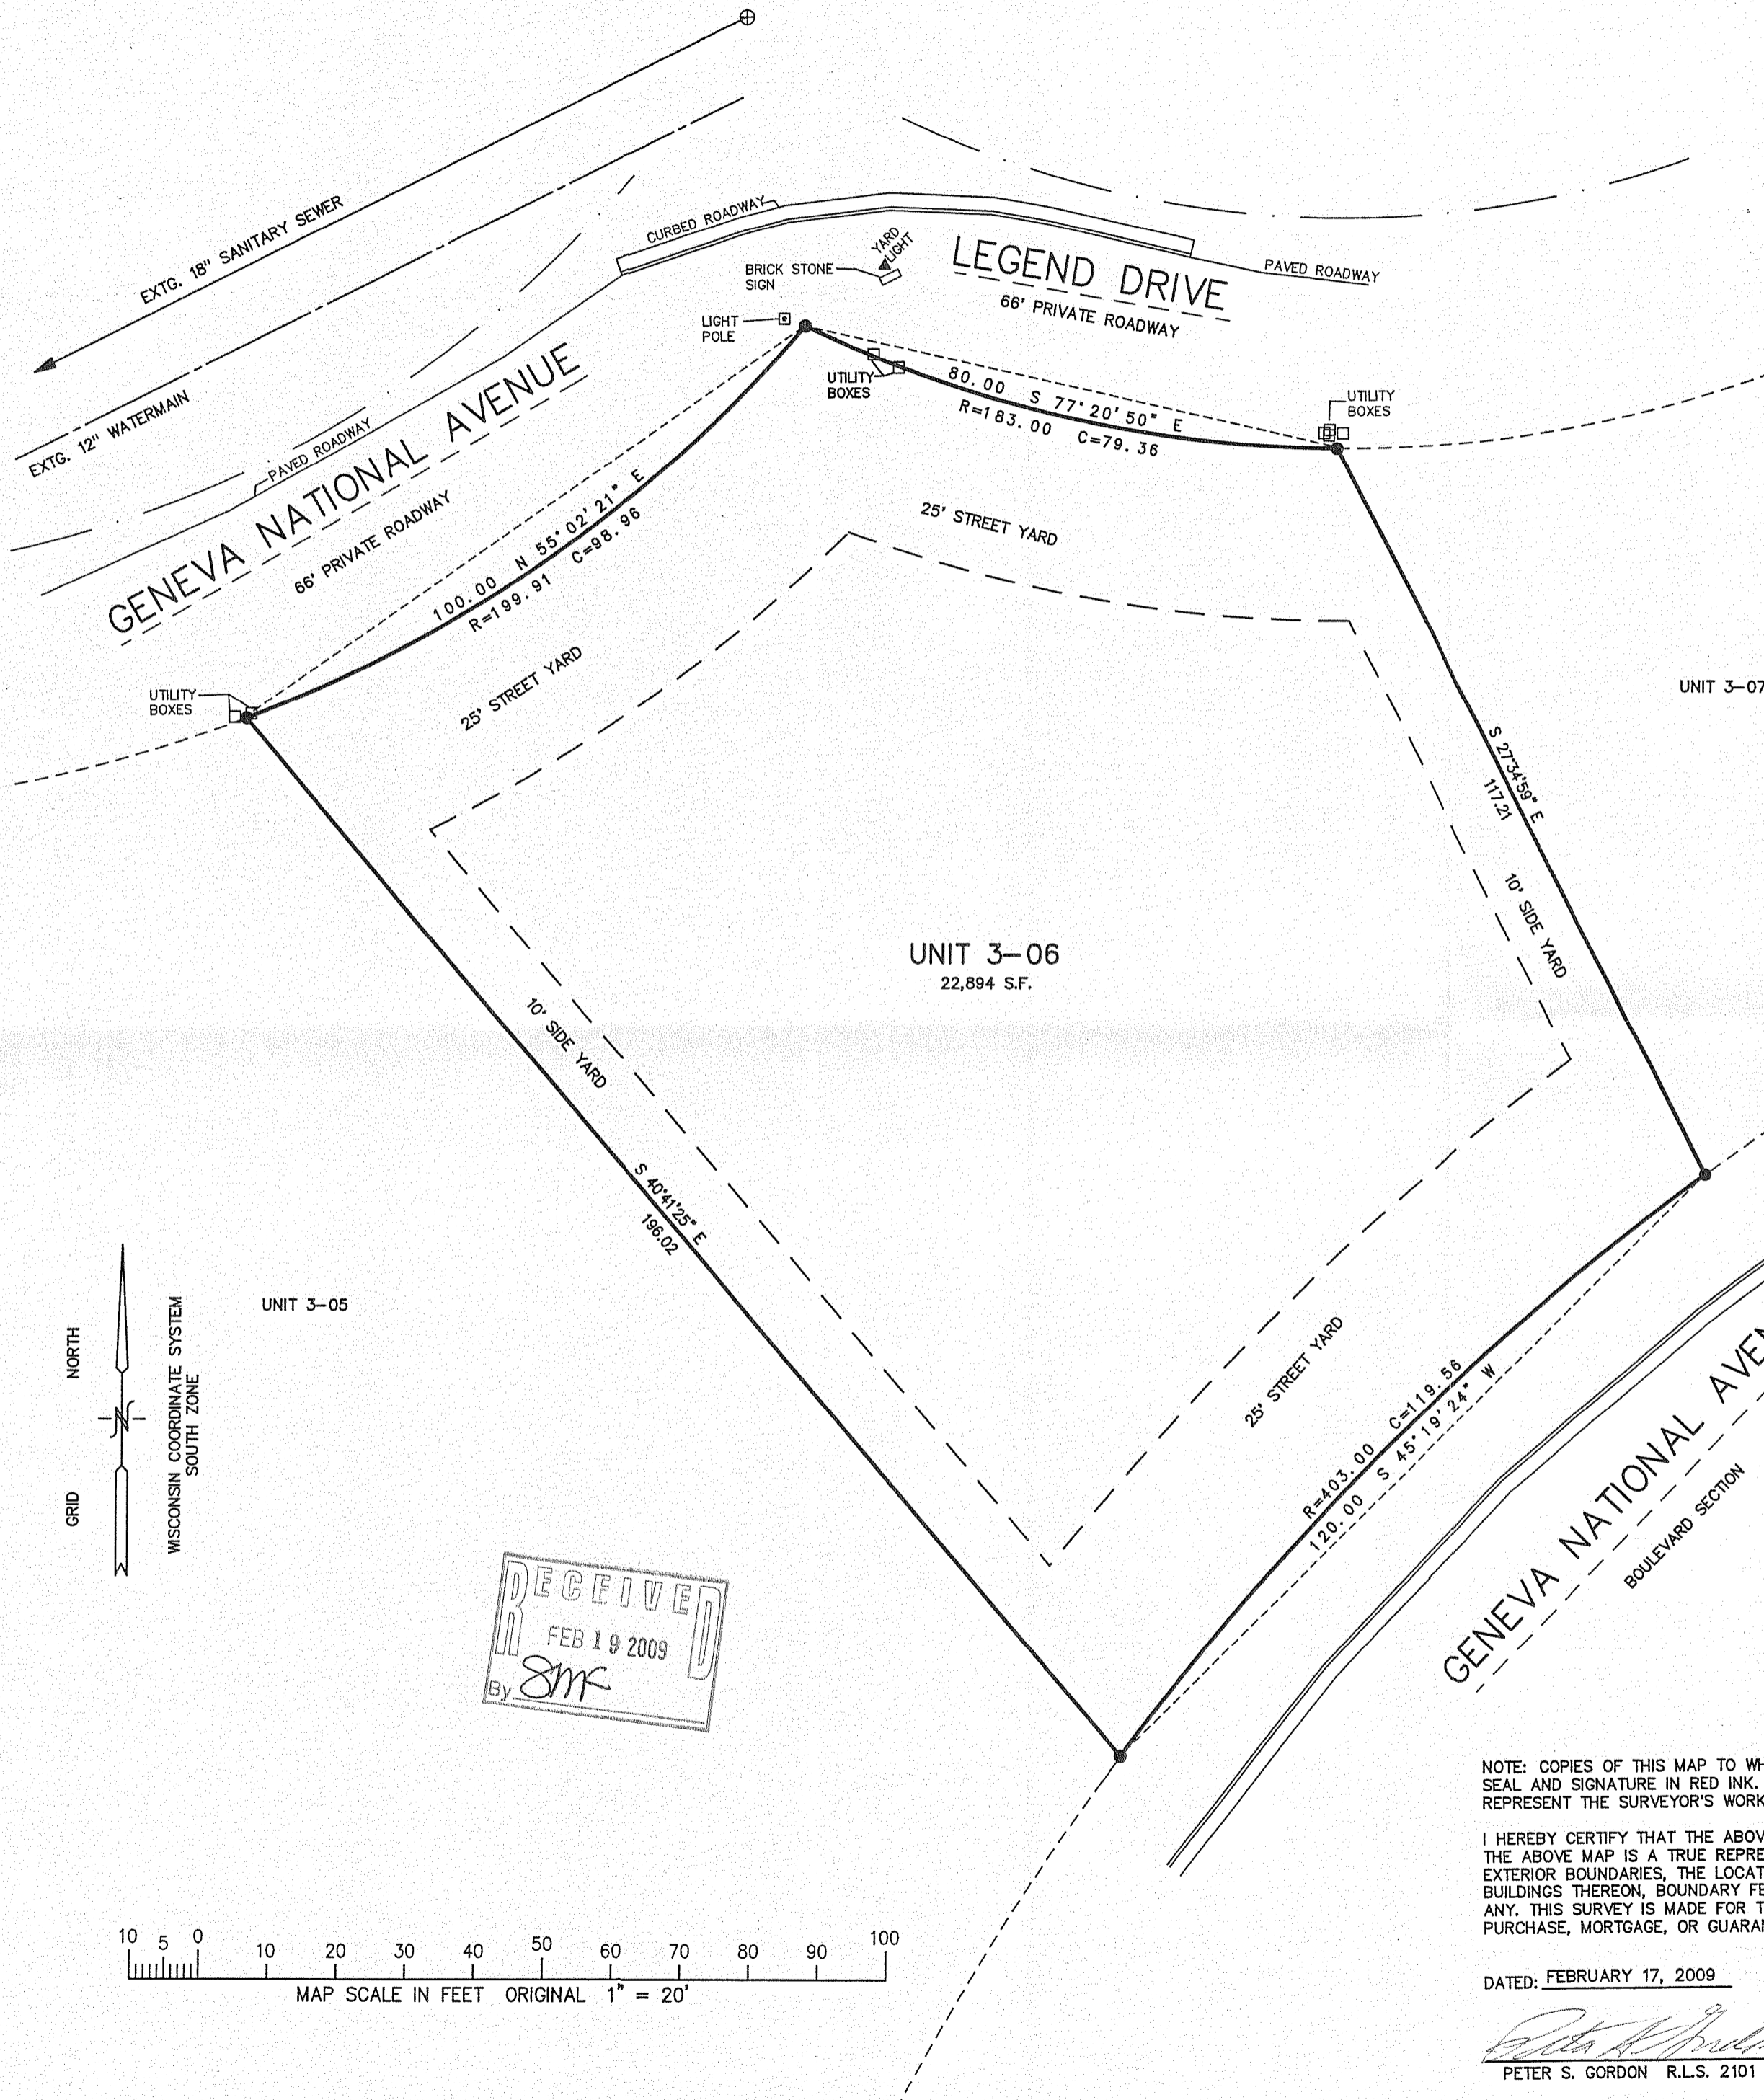 EXTG. 18" SANITARY SEWER
EXTG. 12" WATERMAIN
CURBED ROADWAY
YARD
LIGHT
BRICK STONE
SIGN
LEGEND DRIVE
66' PRIVATE ROADWAY
PAVED ROADWAY
LIGHT
POLE
UTILITY
BOXES
80.00 S 77°20'50" E
R=183.00 C=79.36
UTILITY
BOXES
PAVED ROADWAY
GENEVA NATIONAL AVENUE
66' PRIVATE ROADWAY
100.00 N 55°02'21" E
R=199.91 C=98.96
25' STREET YARD
25' STREET YARD
UTILITY
BOXES
UNIT 3-07
S 27°34'59" E
117.21
10' SIDE YARD
UNIT 3-06
22,894 S.F.
10' SIDE YARD
S 40°41'25" E
196.02
UNIT 3-05
GRID NORTH
WISCONSIN COORDINATE SYSTEM
SOUTH ZONE
25' STREET YARD
R=403.00 C=119.56
120.00 S 45°19'24" W
GENEVA NATIONAL AVEN
BOULEVARD SECTION
RECEIVED
FEB 19 2009
By SMF
NOTE: COPIES OF THIS MAP TO WH
SEAL AND SIGNATURE IN RED INK.
REPRESENT THE SURVEYOR'S WORK
I HEREBY CERTIFY THAT THE ABOV
THE ABOVE MAP IS A TRUE REPRE
EXTERIOR BOUNDARIES, THE LOCAT
BUILDINGS THEREON, BOUNDARY FE
ANY. THIS SURVEY IS MADE FOR T
PURCHASE, MORTGAGE, OR GUARAN
DATED: FEBRUARY 17, 2009
PETER S. GORDON R.L.S. 2101
10 5 0 10 20 30 40 50 60 70 80 90 100
MAP SCALE IN FEET ORIGINAL 1" = 20'